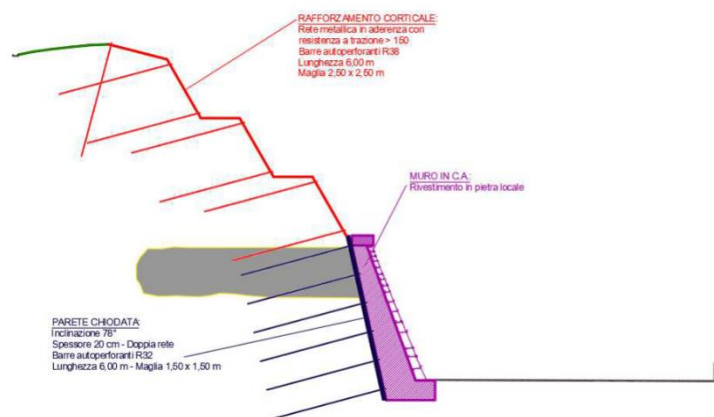 RAFFORZAMENTO CORTICALE:
Rete metallica in aderenza con
resistenza a trazione > 150
Barre autoperforanti R38
Lunghezza 6,00 m
Maglia 2,50 x 2,50 m
MURO IN C.A.:
Rivestimento in pietra locale
PARETE CHIODATA:
Inclinazione 78°
Spessore 20 cm - Doppia rete
Barre autoperforanti R32
Lunghezza 6,00 m - Maglia 1,50 x 1,50 m